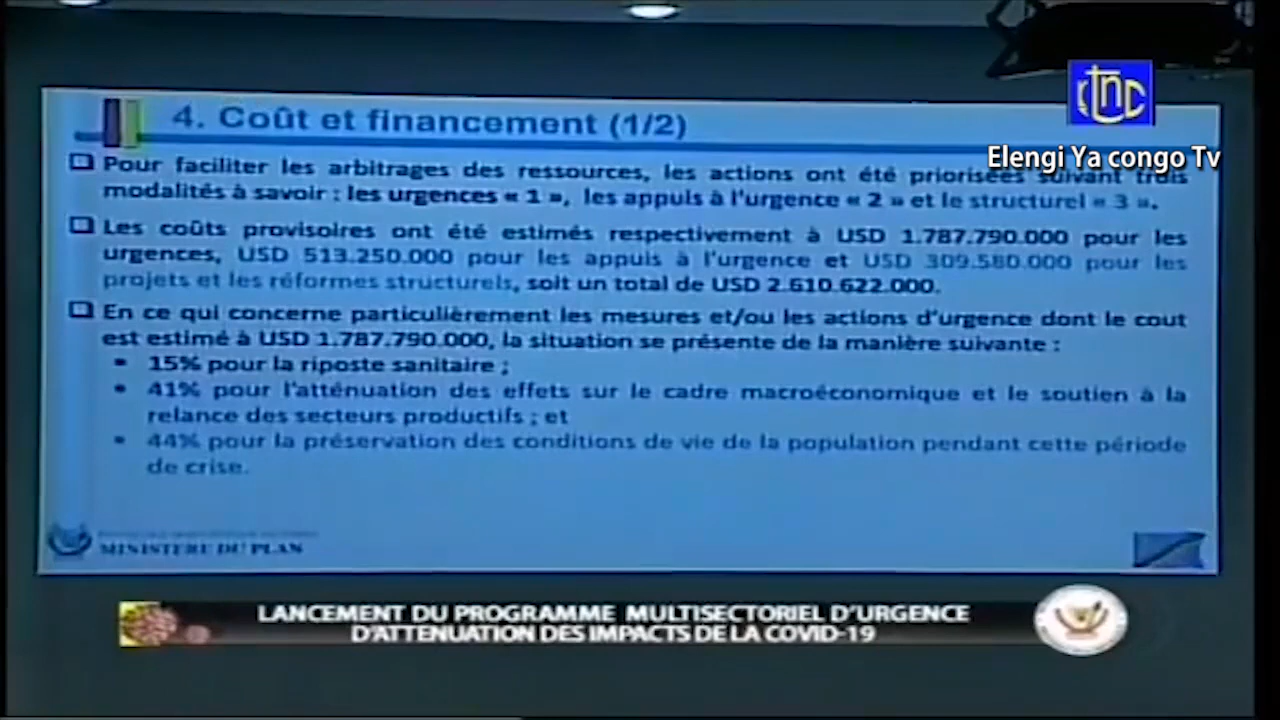 ctnc
Elengi Ya congo Tv
4. Coût et financement (1/2)
Pour faciliter les arbitrages des ressources, les actions ont été priorisées suivant trois
modalités à savoir : les urgences « 1 », les appuis à l'urgence « 2 » et le structurel « 3 ».
Les coûts provisoires ont été estimés respectivement à USD 1.787.790.000 pour les
urgences, USD 513.250.000 pour les appuis à l'urgence et USD 309.580.000 pour les
projets et les réformes structurels, soit un total de USD 2.610.622.000.
En ce qui concerne particulièrement les mesures et/ou les actions d'urgence dont le cout
est estimé à USD 1.787.790.000, la situation se présente de la manière suivante :
• 15% pour la riposte sanitaire ;
• 41% pour l'atténuation des effets sur le cadre macroéconomique et le soutien à la
relance des secteurs productifs ; et
• 44% pour la préservation des conditions de vie de la population pendant cette période
de crise.
MINISTERE DU PLAN
LANCEMENT DU PROGRAMME MULTISECTORIEL D'URGENCE
D'ATTENUATION DES IMPACTS DE LA COVID-19